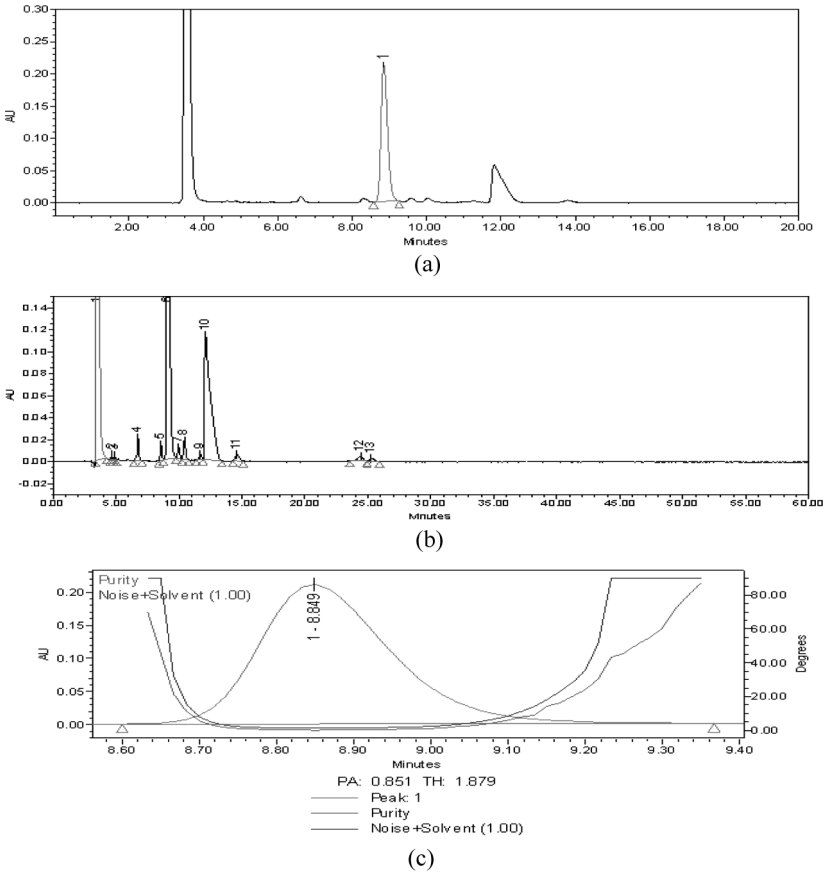 0.30
0.20
0.10
0.05
0.00
AU
1
2.00 4.00 6.00 8.00 10.00 12.00 14.00 16.00 18.00 20.00
Minutes
(a)
0.14
0.12
0.10
0.08
0.06
0.04
0.02
0.00
-0.02
AU
1 2 3 4 5 6 7 8 9 10 11 12 13
0.00 5.00 10.00 15.00 20.00 25.00 30.00 35.00 40.00 45.00 50.00 55.00 60.00
Minutes
(b)
Purity
Noise+Solvent (1.00)
0.20
0.15
0.10
0.05
0.00
AU
1 - 8.849
80.00
60.00
40.00
20.00
0.00
Degrees
8.60 8.70 8.80 8.90 9.00 9.10 9.20 9.30 9.40
Minutes
PA: 0.851 TH: 1.879
Peak: 1
Purity
Noise+Solvent (1.00)
(c)